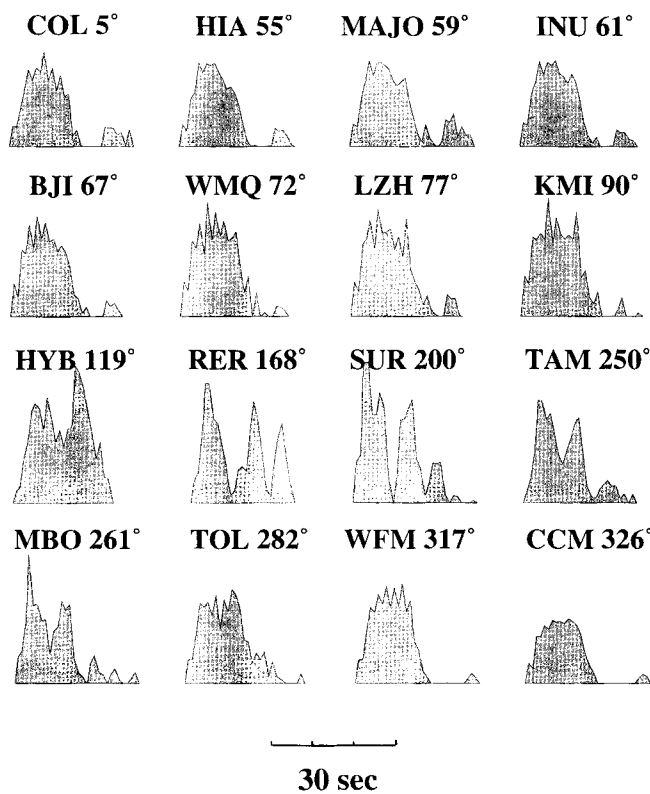 COL 5° HIA 55° MAJO 59° INU 61°
BJI 67° WMQ 72° LZH 77° KMI 90°
HYB 119° RER 168° SUR 200° TAM 250°
MBO 261° TOL 282° WFM 317° CCM 326°
30 sec